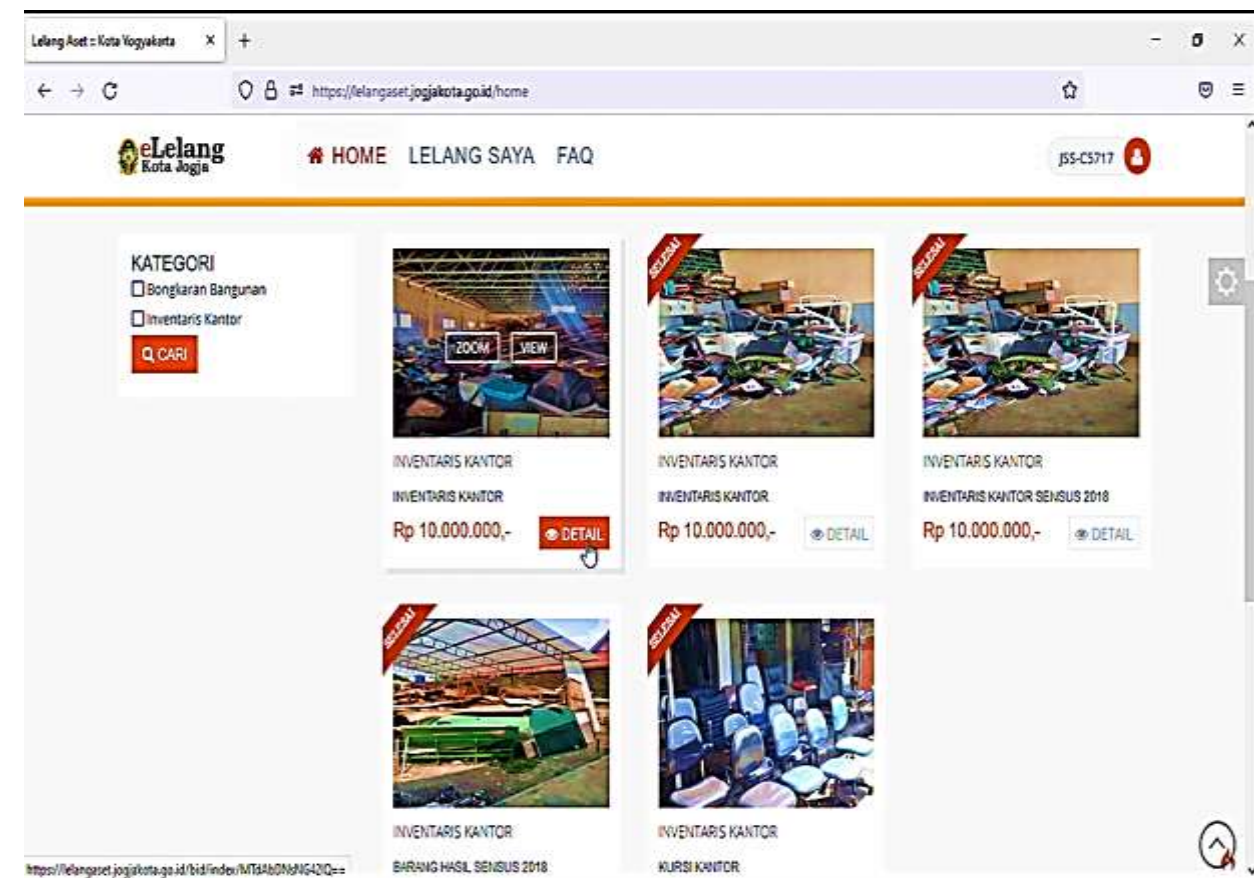 Lelang Aset :: Kota Yogyakarta
https://lelangaset.jogjakota.go.id/home
eLelang
Kota Jogja
HOME LELANG SAYA FAQ
JSS-C5717
KATEGORI
Bongkaran Bangunan
Inventaris Kantor
CARI
ZOOM VIEW
SELESAI
SELESAI
INVENTARIS KANTOR
INVENTARIS KANTOR
Rp 10.000.000,- DETAIL
INVENTARIS KANTOR
INVENTARIS KANTOR
Rp 10.000.000,- DETAIL
INVENTARIS KANTOR
INVENTARIS KANTOR SENSUS 2018
Rp 10.000.000,- DETAIL
SELESAI
SELESAI
INVENTARIS KANTOR
BARANG HASIL SENSUS 2018
INVENTARIS KANTOR
KURSI KANTOR